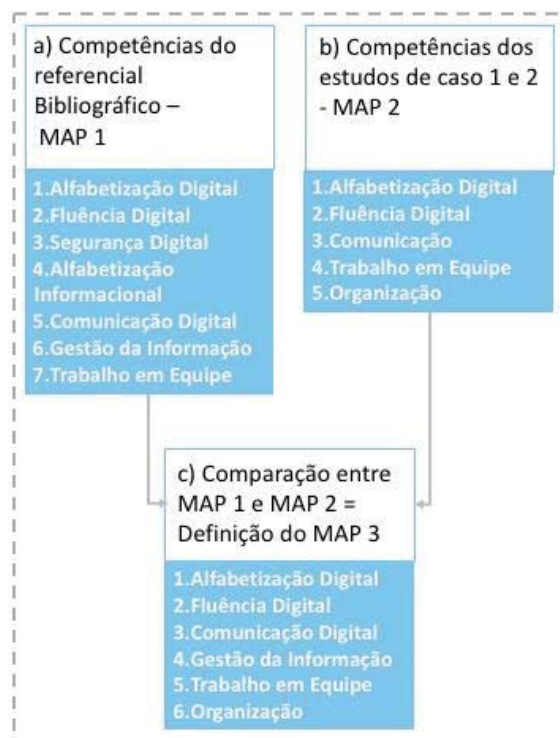 a) Competências do
referencial
Bibliográfico –
MAP 1
1.Alfabetização Digital
2.Fluência Digital
3.Segurança Digital
4.Alfabetização
Informacional
5.Comunicação Digital
6.Gestão da Informação
7.Trabalho em Equipe
b) Competências dos
estudos de caso 1 e 2
- MAP 2
1.Alfabetização Digital
2.Fluência Digital
3.Comunicação
4.Trabalho em Equipe
5.Organização
c) Comparação entre
MAP 1 e MAP 2 =
Definição do MAP 3
1.Alfabetização Digital
2.Fluência Digital
3.Comunicação Digital
4.Gestão da Informação
5.Trabalho em Equipe
6.Organização